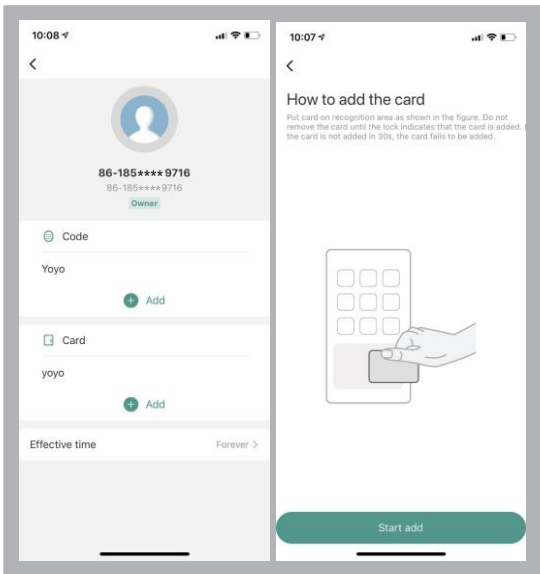 10:08
86-185****9716
86-185****9716
Owner
Code
Yoyo
Add
Card
yoyo
Add
Effective time
Forever >
10:07
How to add the card
Put card on recognition area as shown in the figure. Do not
remove the card until the lock indicates that the card is added. I
the card is not added in 30s, the card fails to be added.
Start add